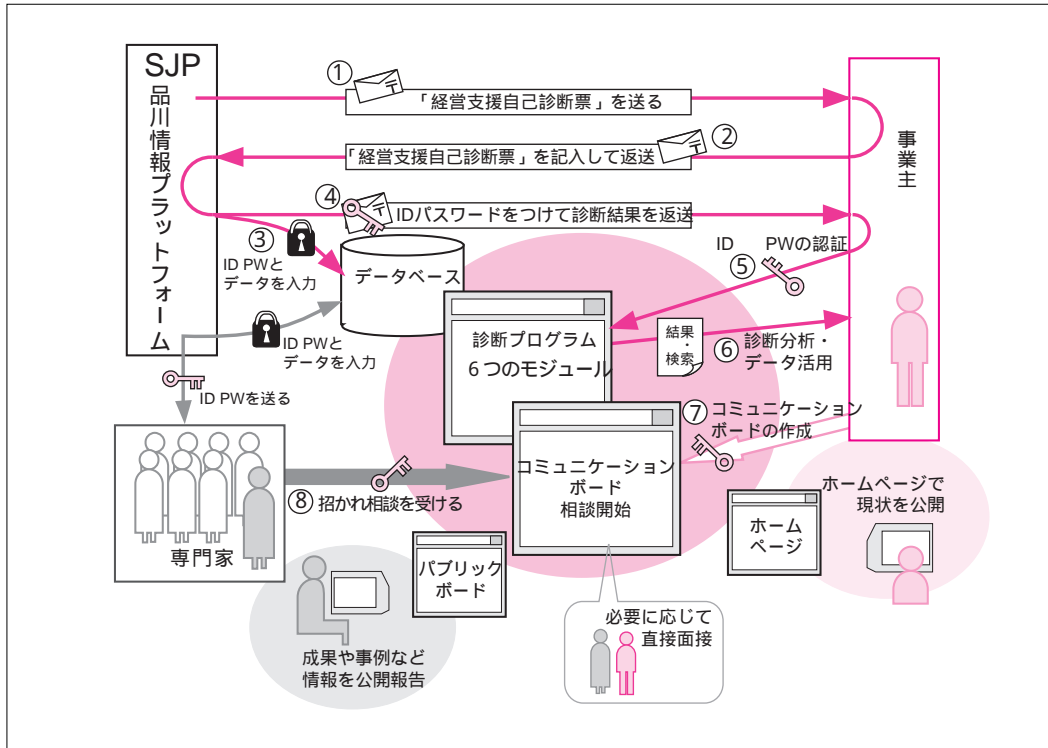 SJP
品川情報プラットフォーム
①
「経営支援自己診断票」を送る
②
「経営支援自己診断票」を記入して返送
事業主
④
〒
IDパスワードをつけて診断結果を返送
③
ID PWと
データを入力
データベース
ID PWの認証
⑤
ID PWと
データを入力
診断プログラム
6つのモジュール
結果・検索
⑥
診断分析・
データ活用
ID PWを送る
⑦
コミュニケーション
ボードの作成
コミュニケーション
ボード
相談開始
⑧招かれ相談を受ける
専門家
ホームページで
現状を公開
ホーム
ページ
パブリック
ボード
必要に応じて
直接面接
成果や事例など
情報を公開報告